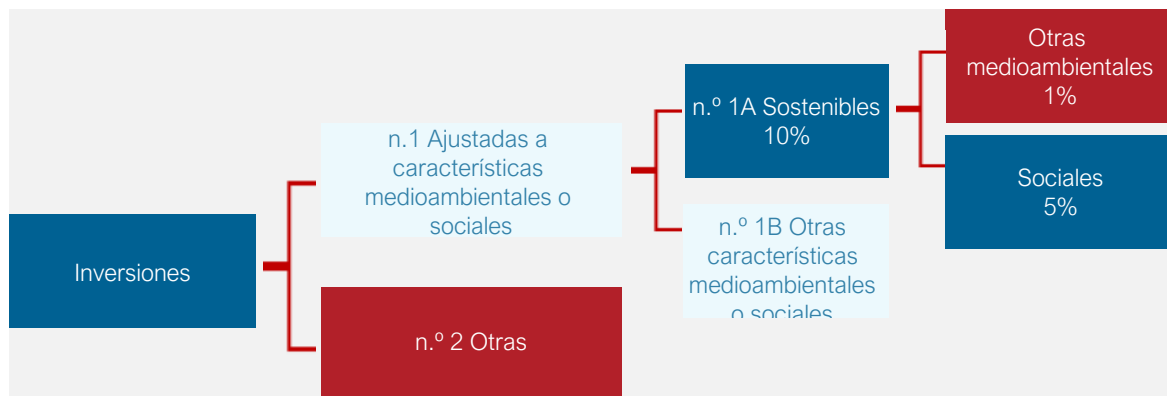 Inversiones
n.1 Ajustadas a
características
medioambientales o
sociales
n.º 2 Otras
n.º 1A Sostenibles
10%
n.º 1B Otras
características
medioambientales
o sociales
Otras
medioambientales
1%
Sociales
5%